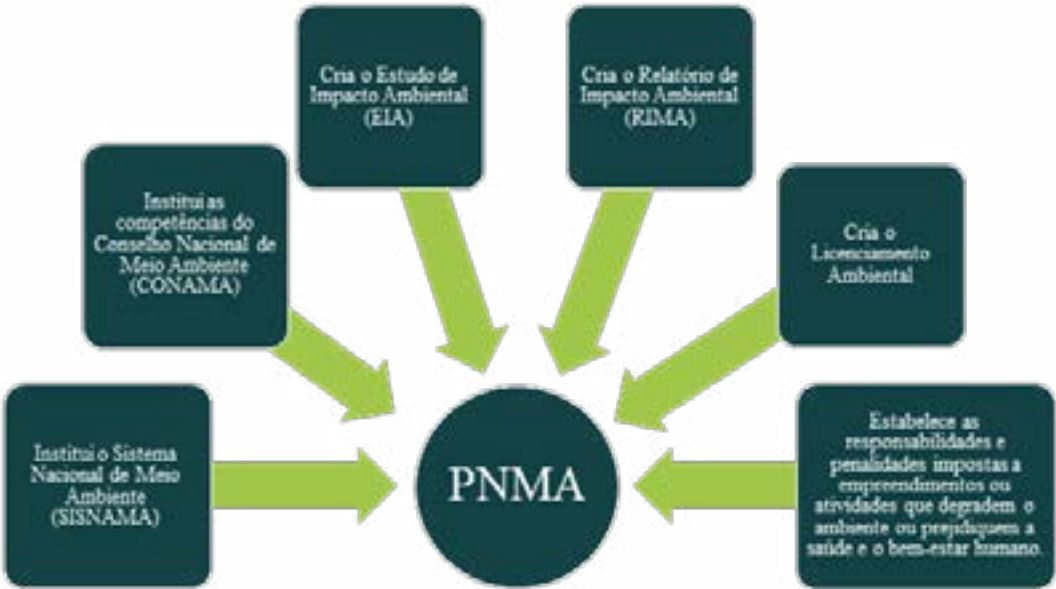 Cria o Estudo de
Impacto Ambiental
(EIA)
Cria o Relatório de
Impacto Ambiental
(RIMA)
Institui as
competências do
Conselho Nacional de
Meio Ambiente
(CONAMA)
Cria o
Licenciamento
Ambiental
Institui o Sistema
Nacional de Meio
Ambiente
(SISNAMA)
PNMA
Estabelece as
responsabilidades e
penalidades impostas a
empreendimentos ou
atividades que degradem o
ambiente ou prejidiquem a
saúde e o bem-estar humano.